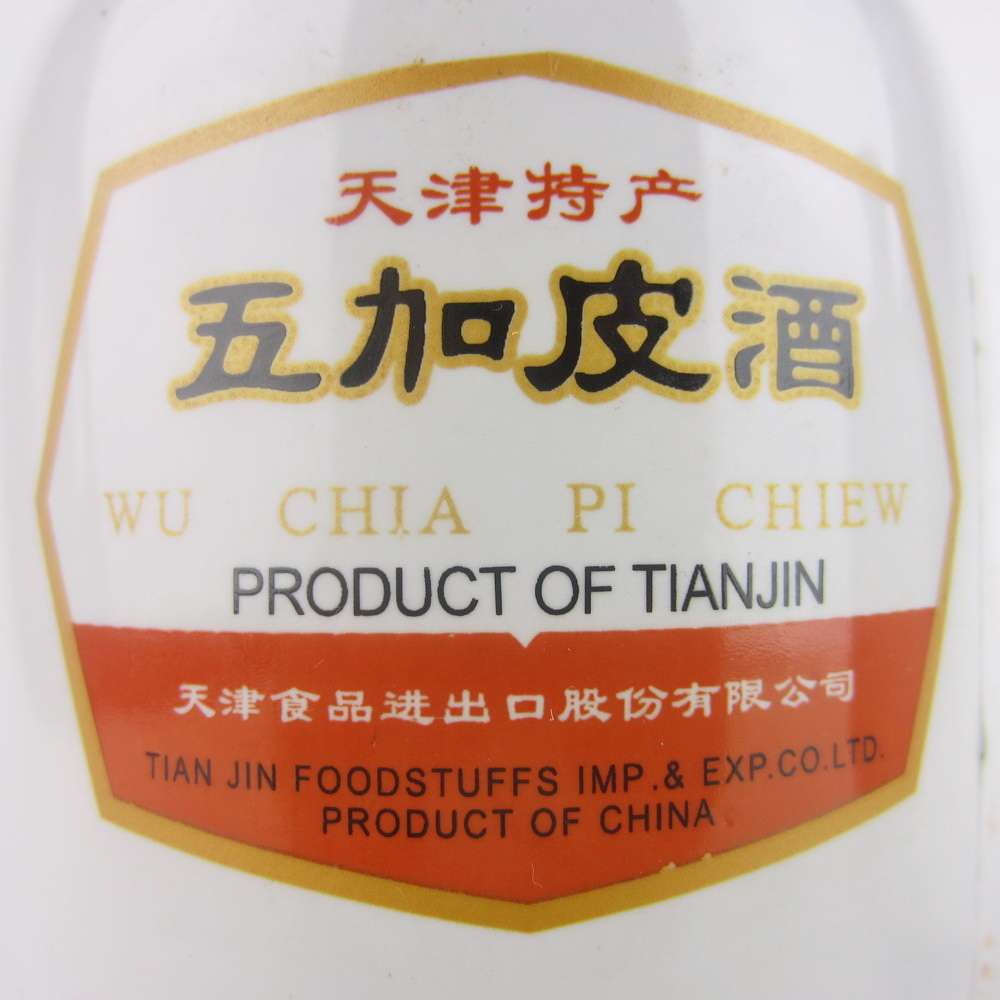 天津特产
五加皮酒
WU CHIA PI CHIEW
PRODUCT OF TIANJIN
天津食品进出口股份有限公司
TIAN JIN FOODSTUFFS IMP.& EXP.CO.LTD.
PRODUCT OF CHINA